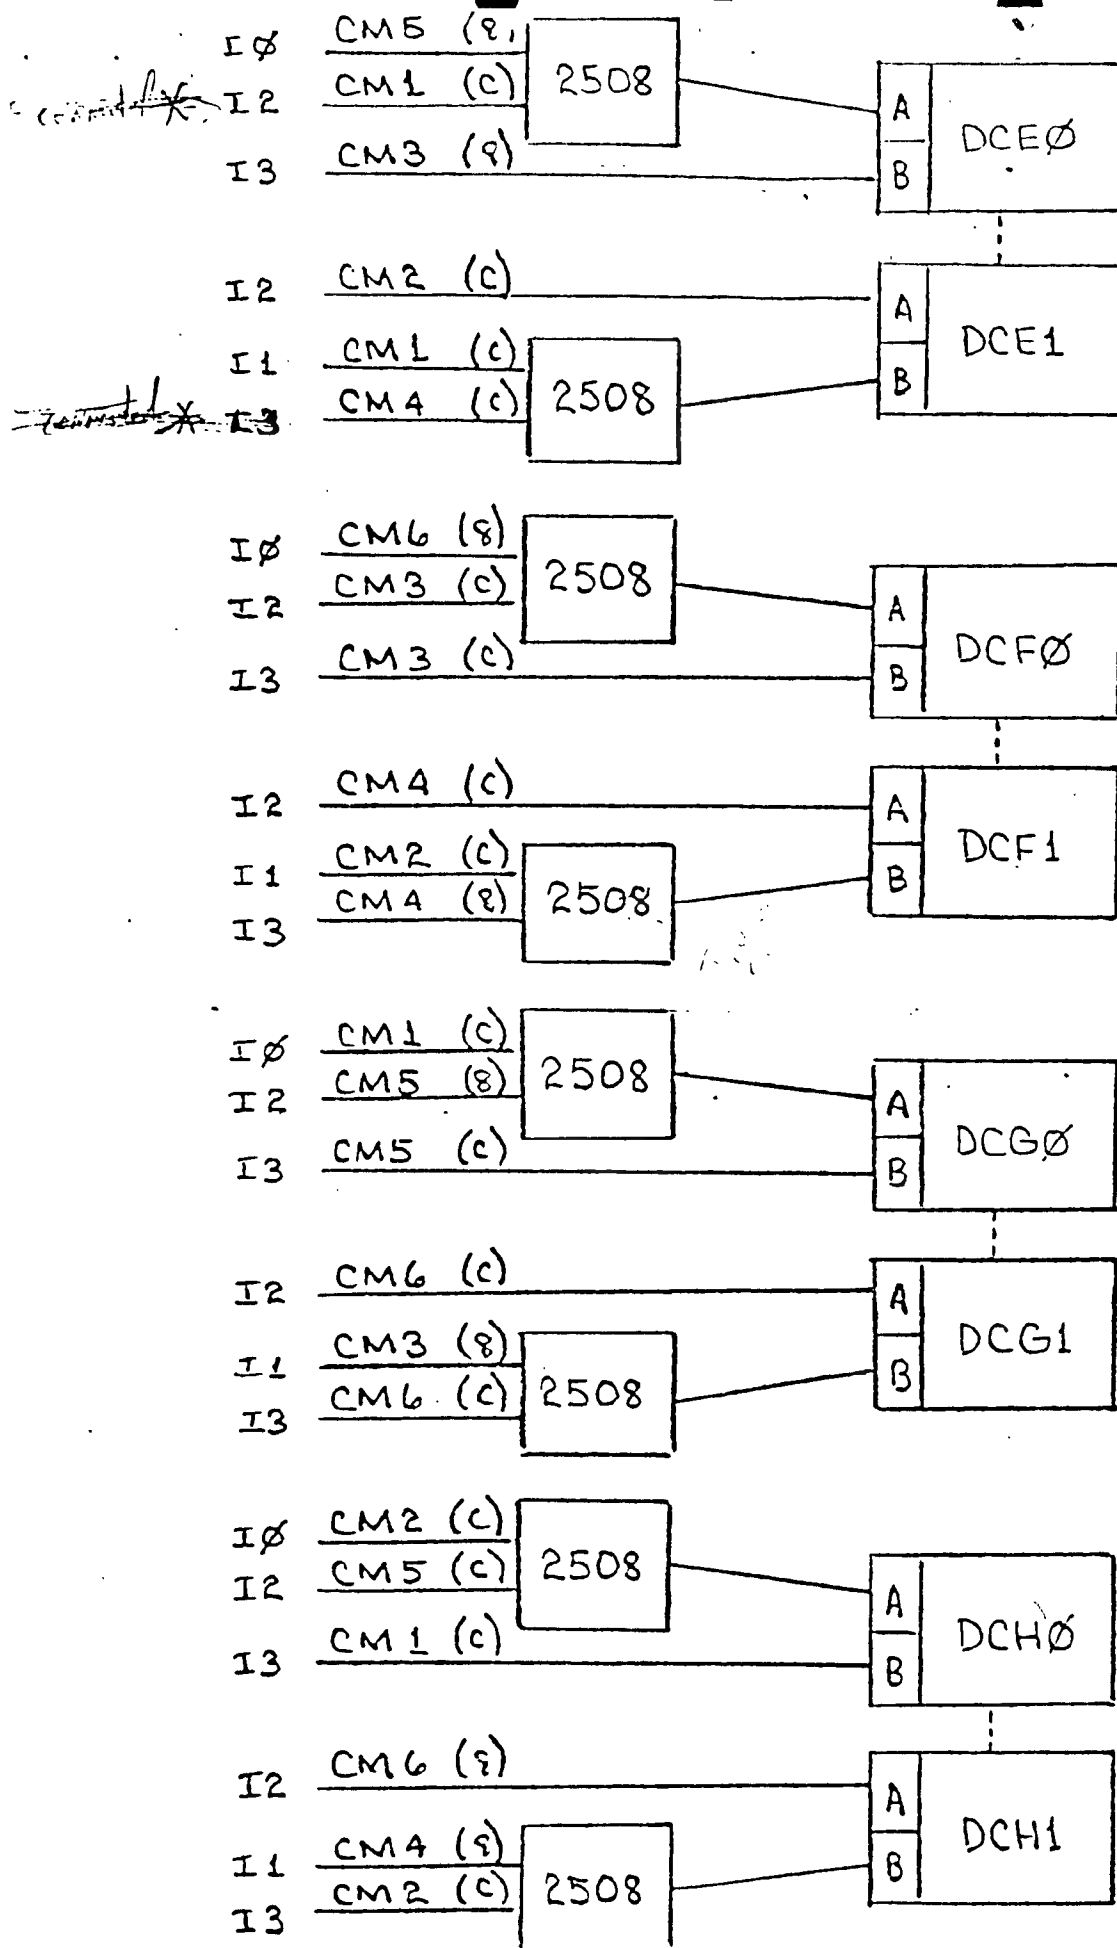 IØ CM5 (8, 2508
I2 CM1 (C) A DCEØ
I3 CM3 (8) B
I2 CM2 (C) A DCE1
I1 CM1 (C) 2508 B
I3 CM4 (C)
IØ CM6 (8) 2508
I2 CM3 (C) A DCFØ
I3 CM3 (C) B
I2 CM4 (C) A DCF1
I1 CM2 (C) 2508 B
I3 CM4 (8)
IØ CM1 (C) 2508
I2 CM5 (8) A DCGØ
I3 CM5 (C) B
I2 CM6 (C) A DCG1
I1 CM3 (8) 2508 B
I3 CM6 (C)
IØ CM2 (C) 2508
I2 CM5 (C) A DCHØ
I3 CM1 (C) B
I2 CM6 (8) A DCH1
I1 CM4 (8) 2508 B
I3 CM2 (C)